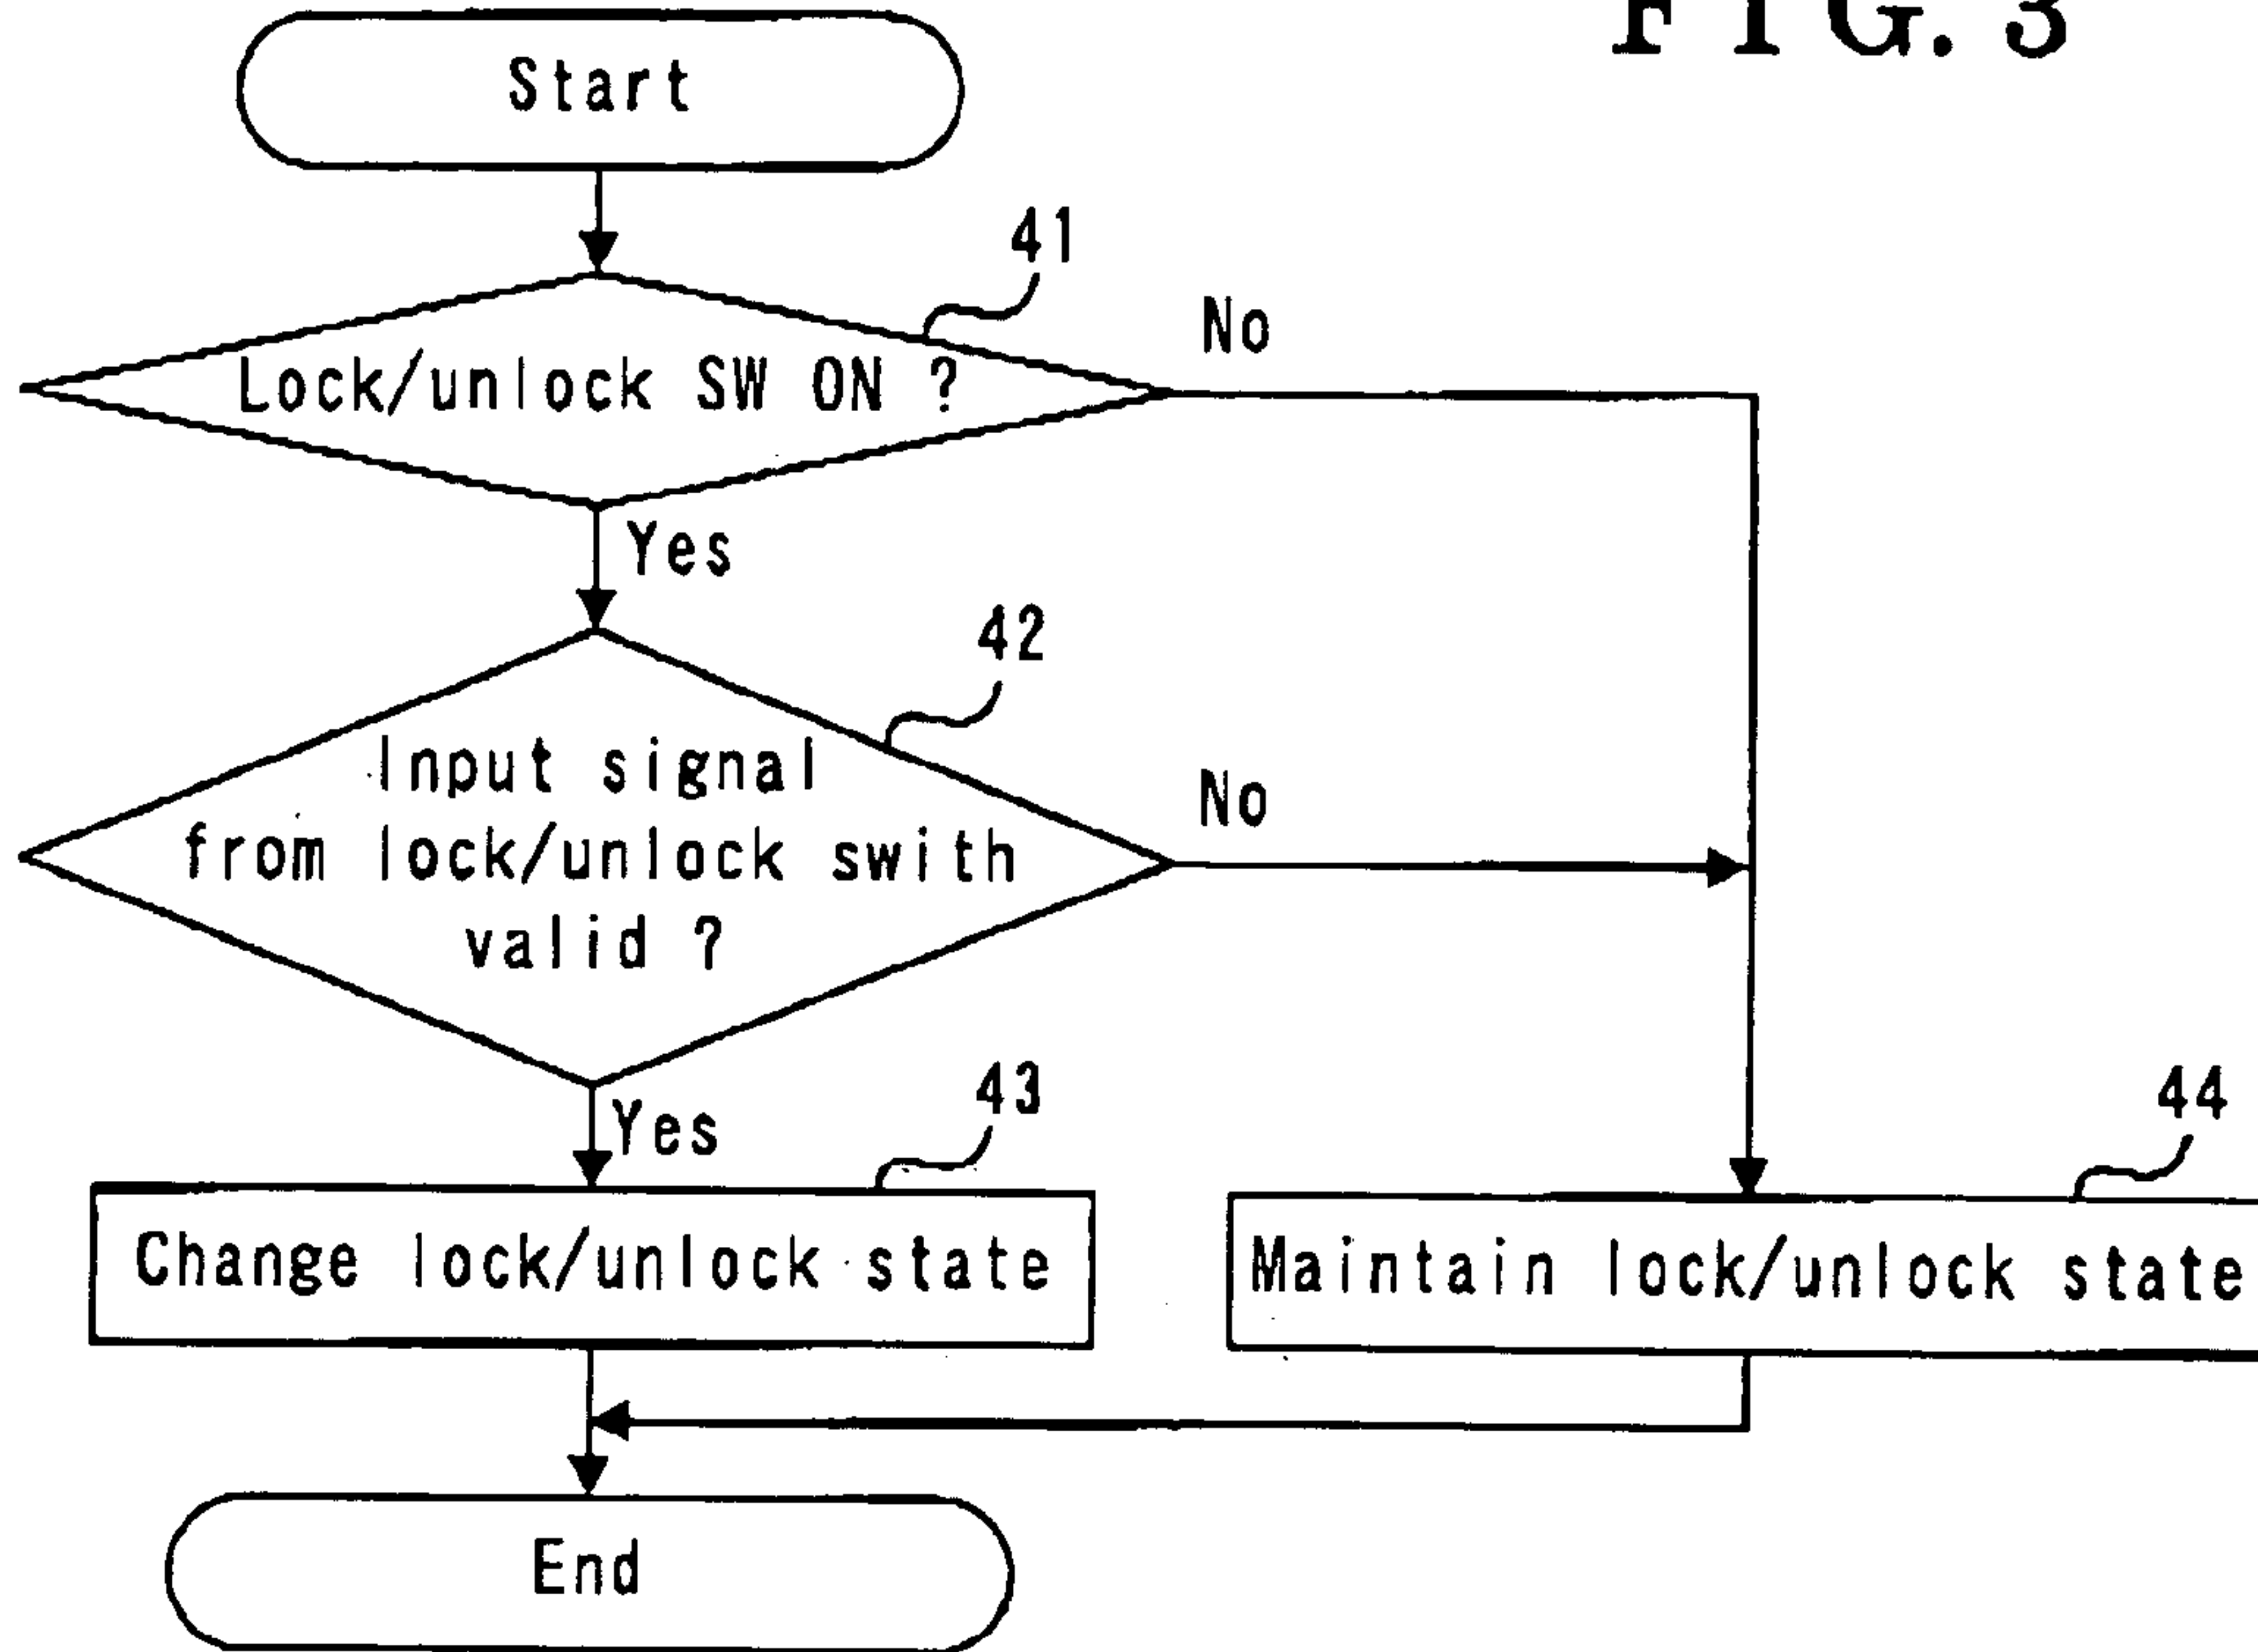 FIG. 3
Start
41
Lock/unlock SW ON ?
No
Yes
42
Input signal
from lock/unlock swith
valid ?
No
Yes
43
Change lock/unlock state
44
Maintain lock/unlock state
End